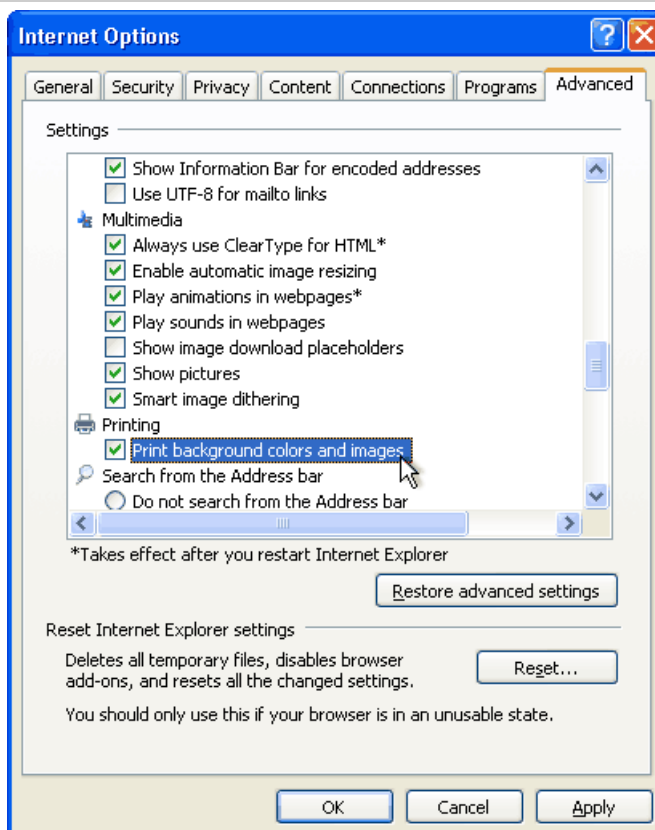 Internet Options
General Security Privacy Content Connections Programs Advanced
Settings
Show Information Bar for encoded addresses
Use UTF-8 for mailto links
Multimedia
Always use ClearType for HTML*
Enable automatic image resizing
Play animations in webpages*
Play sounds in webpages
Show image download placeholders
Show pictures
Smart image dithering
Printing
Print background colors and images
Search from the Address bar
Do not search from the Address bar
*Takes effect after you restart Internet Explorer
Restore advanced settings
Reset Internet Explorer settings
Deletes all temporary files, disables browser
add-ons, and resets all the changed settings.
Reset...
You should only use this if your browser is in an unusable state.
OK Cancel Apply